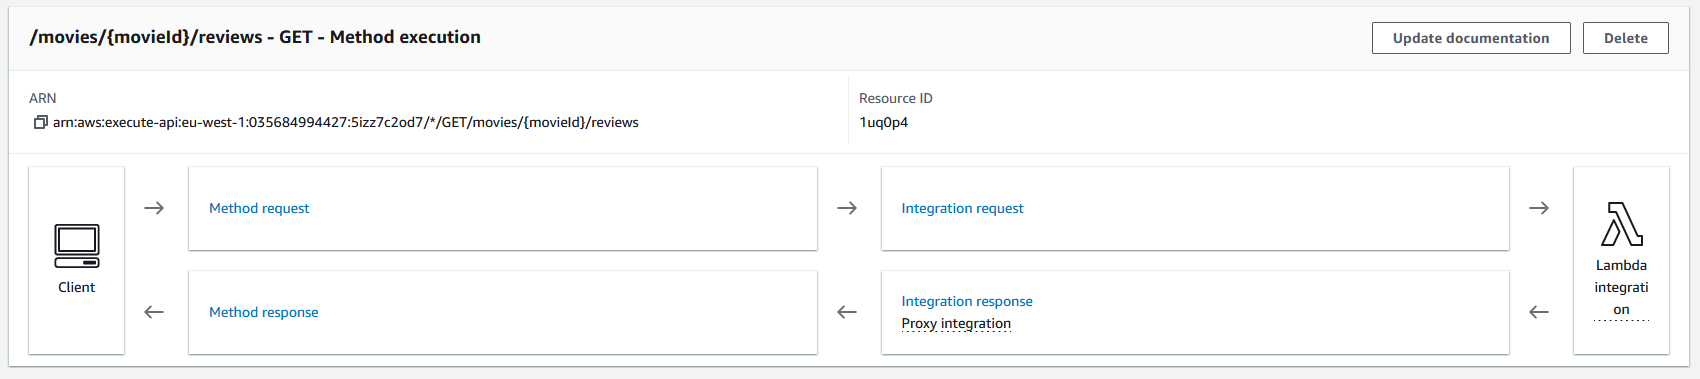 /movies/{movieId}/reviews - GET - Method execution
Update documentation
Delete
ARN
arn:aws:execute-api:eu-west-1:035684994427:5izz7c2od7/*/GET/movies/{movieId}/reviews
Resource ID
1uq0p4
Client
Method request
Integration request
Method response
Integration response
Proxy integration
Lambda
integrati
on